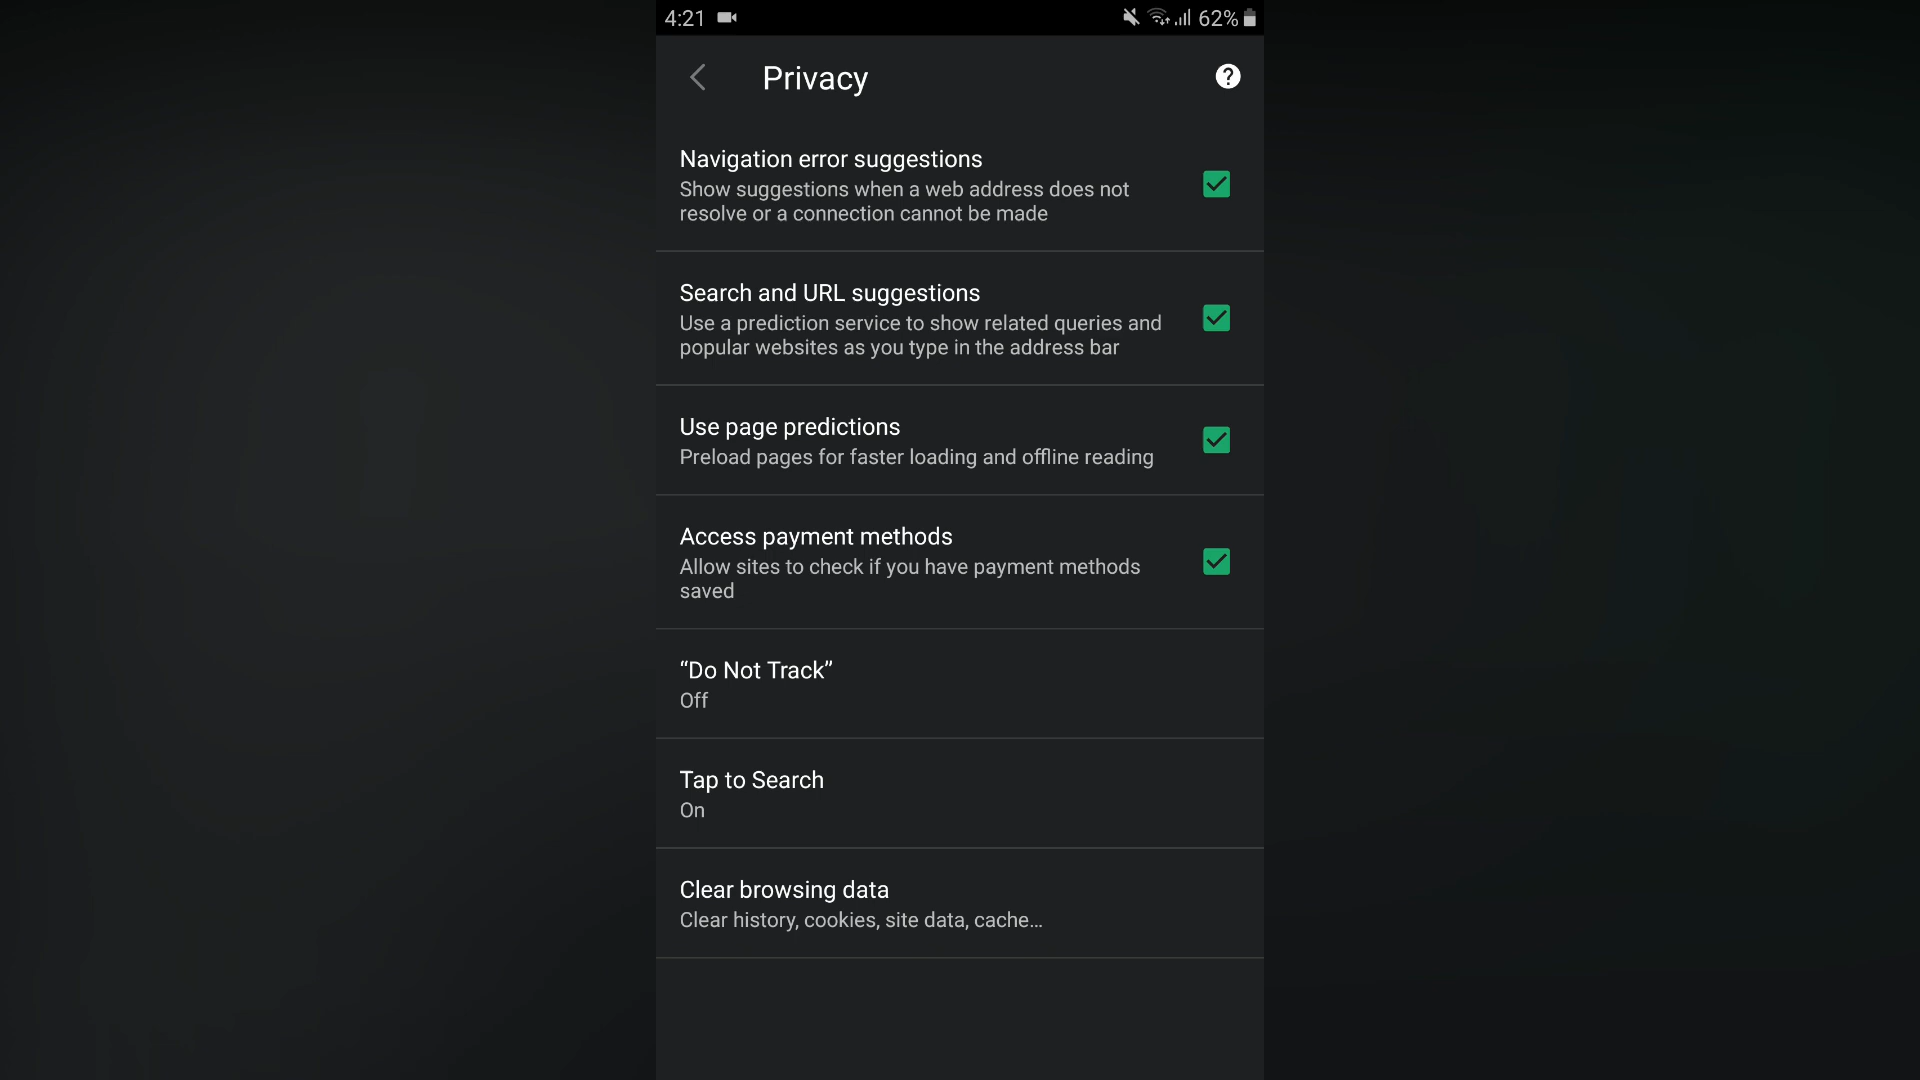 4:21
62%
Privacy
Navigation error suggestions
Show suggestions when a web address does not
resolve or a connection cannot be made
Search and URL suggestions
Use a prediction service to show related queries and
popular websites as you type in the address bar
Use page predictions
Preload pages for faster loading and offline reading
Access payment methods
Allow sites to check if you have payment methods
saved
“Do Not Track”
Off
Tap to Search
On
Clear browsing data
Clear history, cookies, site data, cache…